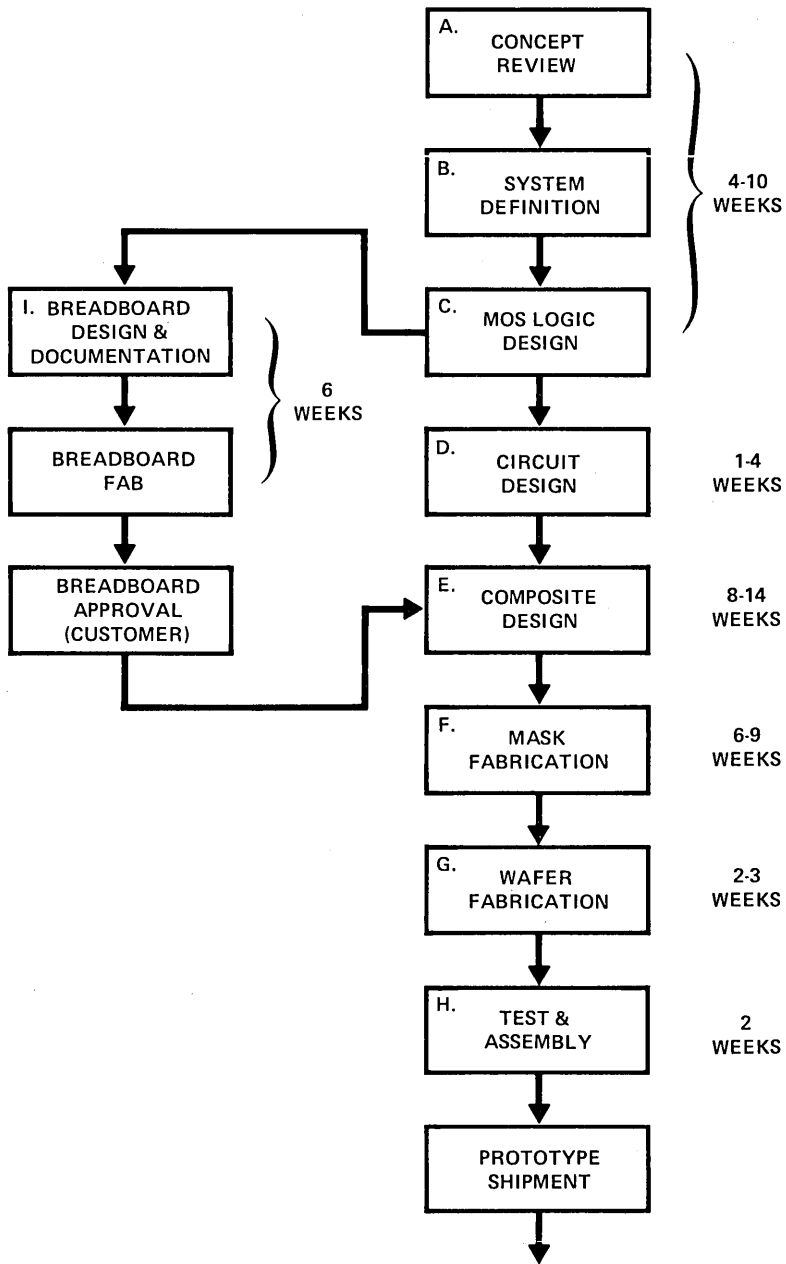 A.
CONCEPT
REVIEW
B.
SYSTEM
DEFINITION
4-10
WEEKS
C.
MOS LOGIC
DESIGN
I. BREADBOARD
DESIGN &
DOCUMENTATION
6
WEEKS
BREADBOARD
FAB
BREADBOARD
APPROVAL
(CUSTOMER)
D.
CIRCUIT
DESIGN
1-4
WEEKS
E.
COMPOSITE
DESIGN
8-14
WEEKS
F.
MASK
FABRICATION
6-9
WEEKS
G.
WAFER
FABRICATION
2-3
WEEKS
H.
TEST &
ASSEMBLY
2
WEEKS
PROTOTYPE
SHIPMENT